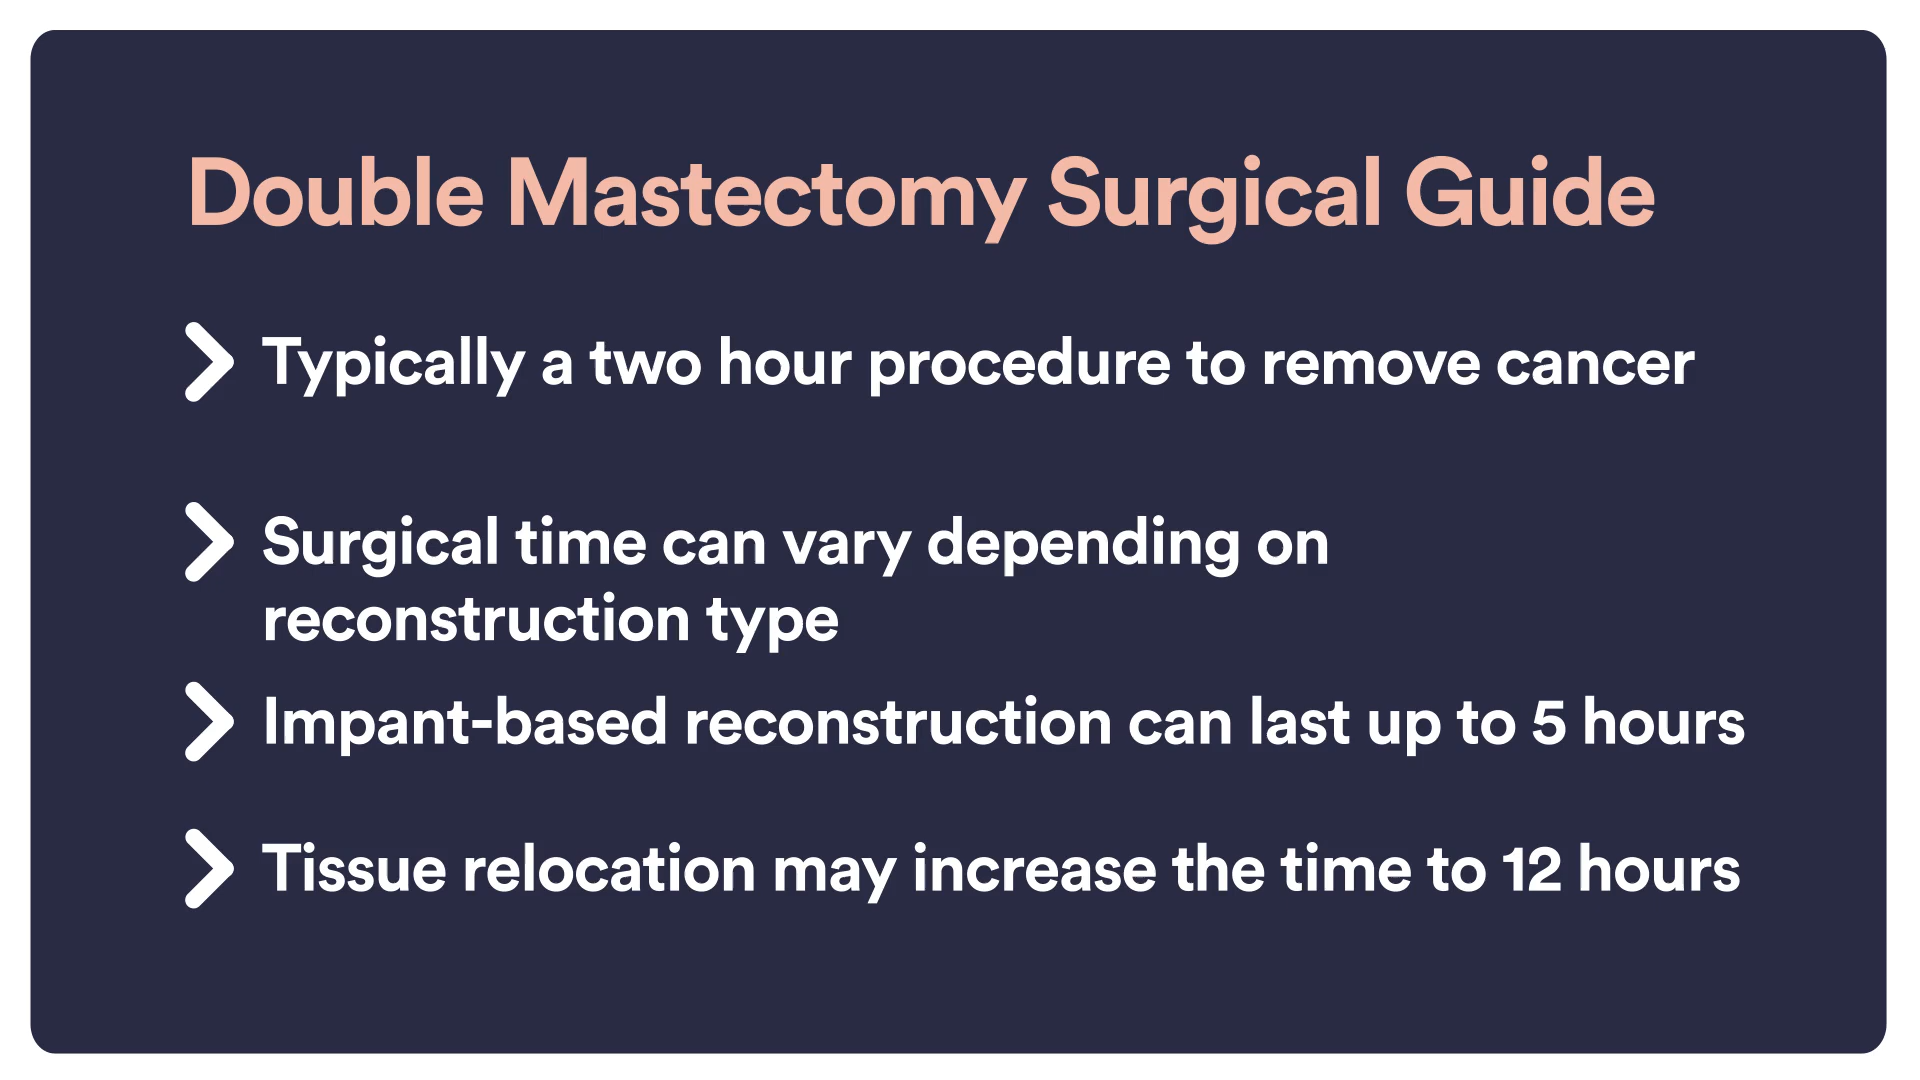 Double Mastectomy Surgical Guide
Typically a two hour procedure to remove cancer
Surgical time can vary depending on
reconstruction type
Impant-based reconstruction can last up to 5 hours
Tissue relocation may increase the time to 12 hours